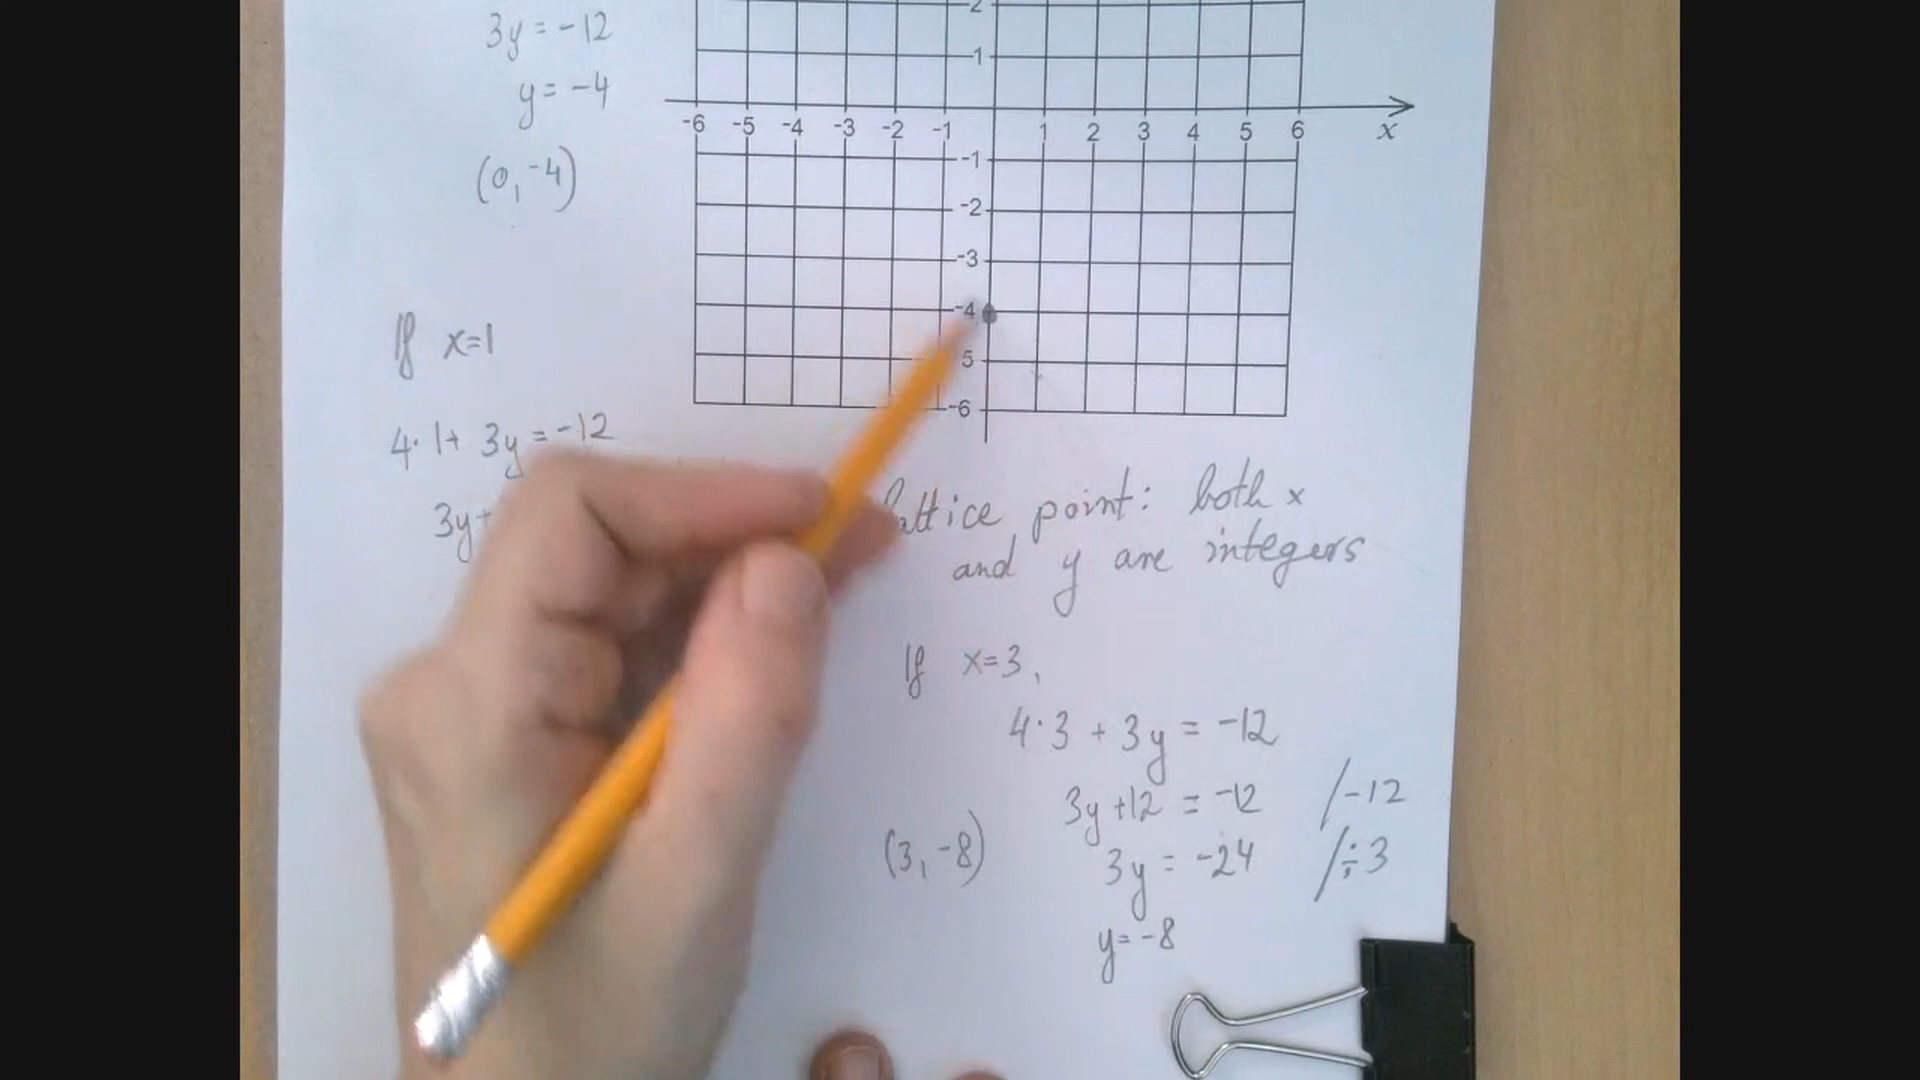 3y = -12
y = -4
(0, -4)
2
1
-6 -5 -4 -3 -2 -1 1 2 3 4 5 6
x
-1
-2
-3
-4
5
-6
If x=1
4·1+ 3y = -12
3y+
lattice point: both x
and y are integers
If x=3,
4·3 + 3y = -12
3y +12 = -12 /-12
3y = -24 /÷3
(3, -8)
y= -8